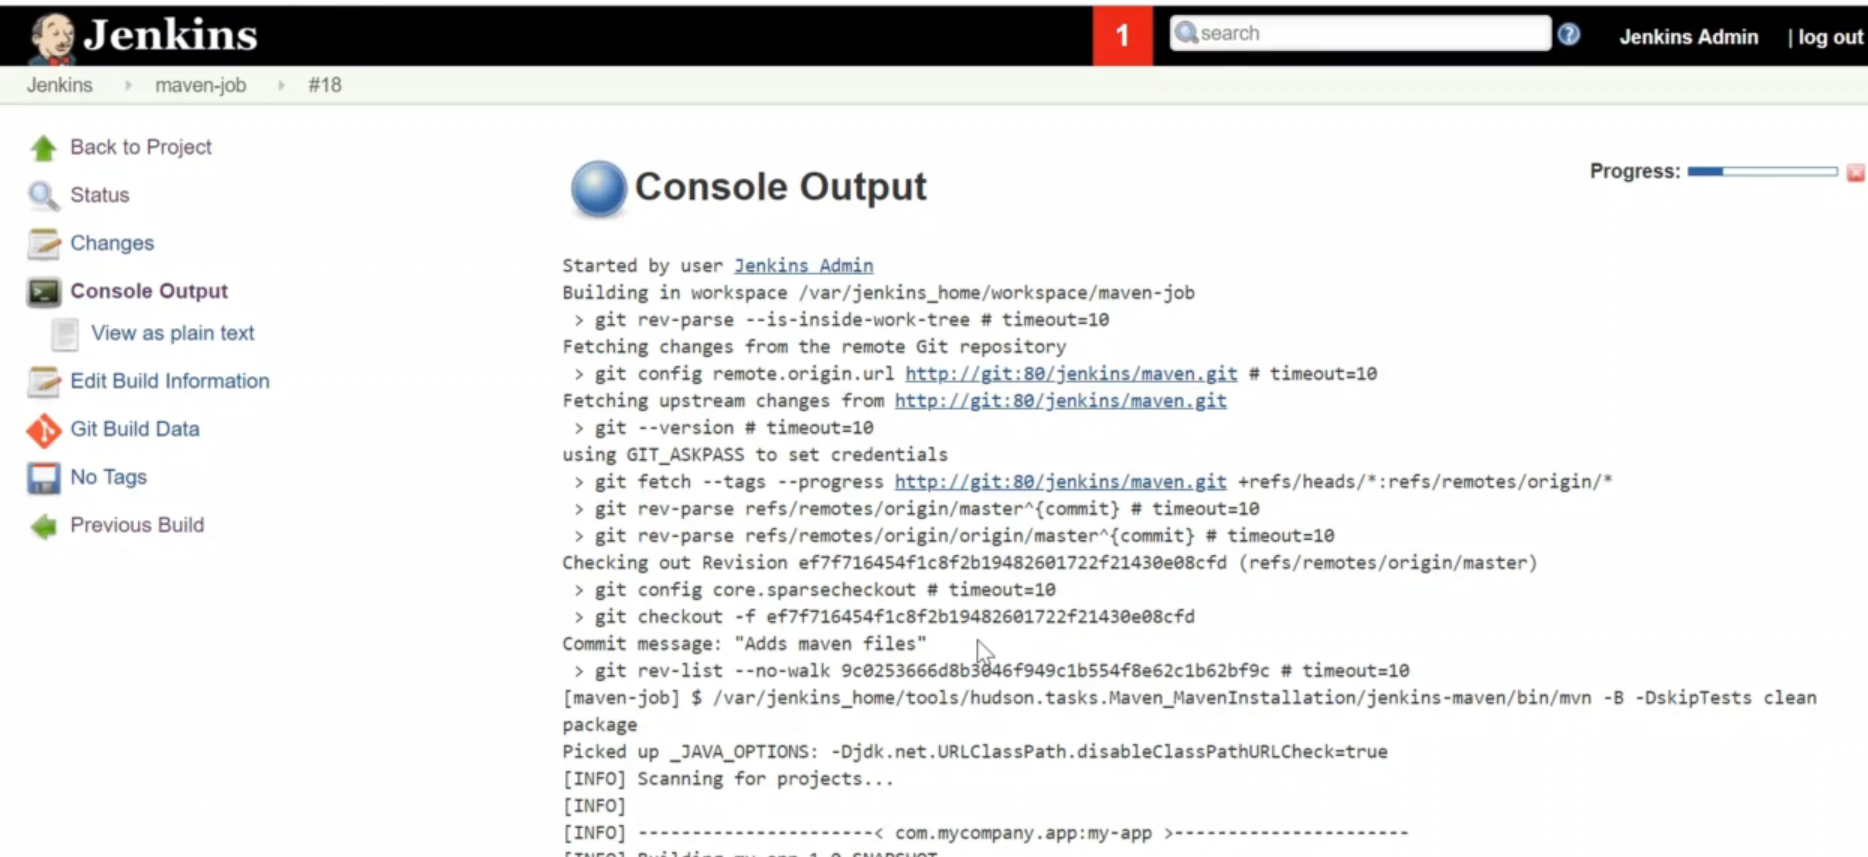 Jenkins
1
search
?
Jenkins Admin
| log out
Jenkins
maven-job
#18
Back to Project
Status
Changes
Console Output
View as plain text
Edit Build Information
Git Build Data
No Tags
Previous Build
Console Output
Progress:
Started by user Jenkins Admin
Building in workspace /var/jenkins_home/workspace/maven-job
> git rev-parse --is-inside-work-tree # timeout=10
Fetching changes from the remote Git repository
> git config remote.origin.url http://git:80/jenkins/maven.git # timeout=10
Fetching upstream changes from http://git:80/jenkins/maven.git
> git --version # timeout=10
using GIT_ASKPASS to set credentials
> git fetch --tags --progress http://git:80/jenkins/maven.git +refs/heads/*:refs/remotes/origin/*
> git rev-parse refs/remotes/origin/master^{commit} # timeout=10
> git rev-parse refs/remotes/origin/origin/master^{commit} # timeout=10
Checking out Revision ef7f716454f1c8f2b19482601722f21430e08cfd (refs/remotes/origin/master)
> git config core.sparsecheckout # timeout=10
> git checkout -f ef7f716454f1c8f2b19482601722f21430e08cfd
Commit message: "Adds maven files"
> git rev-list --no-walk 9c0253666d8b3046f949c1b554f8e62c1b62bf9c # timeout=10
[maven-job] $ /var/jenkins_home/tools/hudson.tasks.Maven_MavenInstallation/jenkins-maven/bin/mvn -B -DskipTests clean
package
Picked up _JAVA_OPTIONS: -Djdk.net.URLClassPath.disableClassPathURLCheck=true
[INFO] Scanning for projects...
[INFO]
[INFO] ----------------------< com.mycompany.app:my-app >----------------------
[INFO] Building my-app 1.0-SNAPSHOT